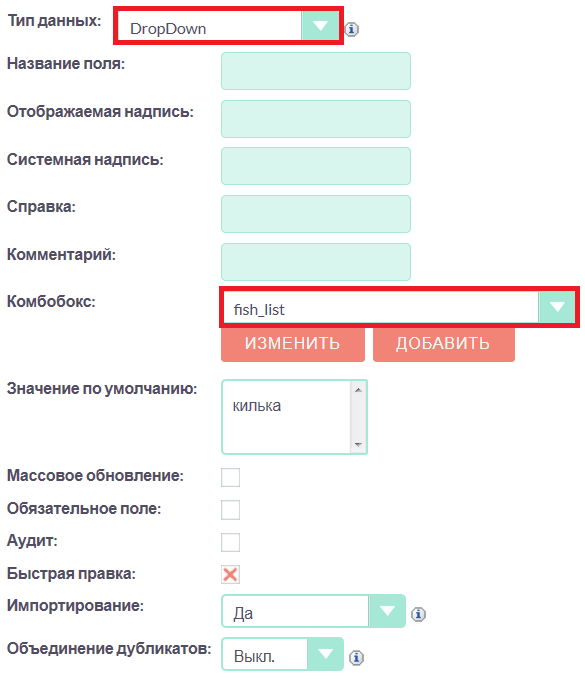 Тип данных: DropDown
Название поля:
Отображаемая надпись:
Системная надпись:
Справка:
Комментарий:
Комбобокс: fish_list
ИЗМЕНИТЬ ДОБАВИТЬ
Значение по умолчанию: килька
Массовое обновление:
Обязательное поле:
Аудит:
Быстрая правка:
Импортирование: Да
Объединение дубликатов: Выкл.